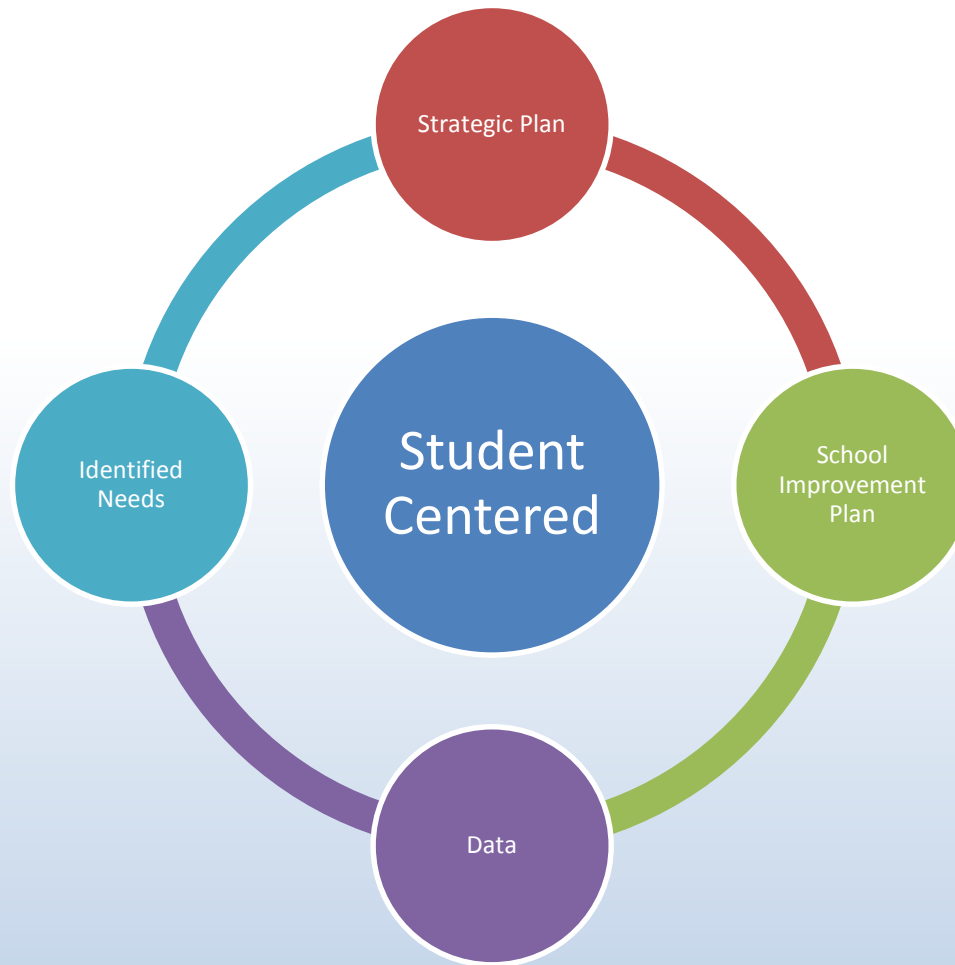 Strategic Plan
School
Improvement
Plan
Data
Identified
Needs
Student
Centered